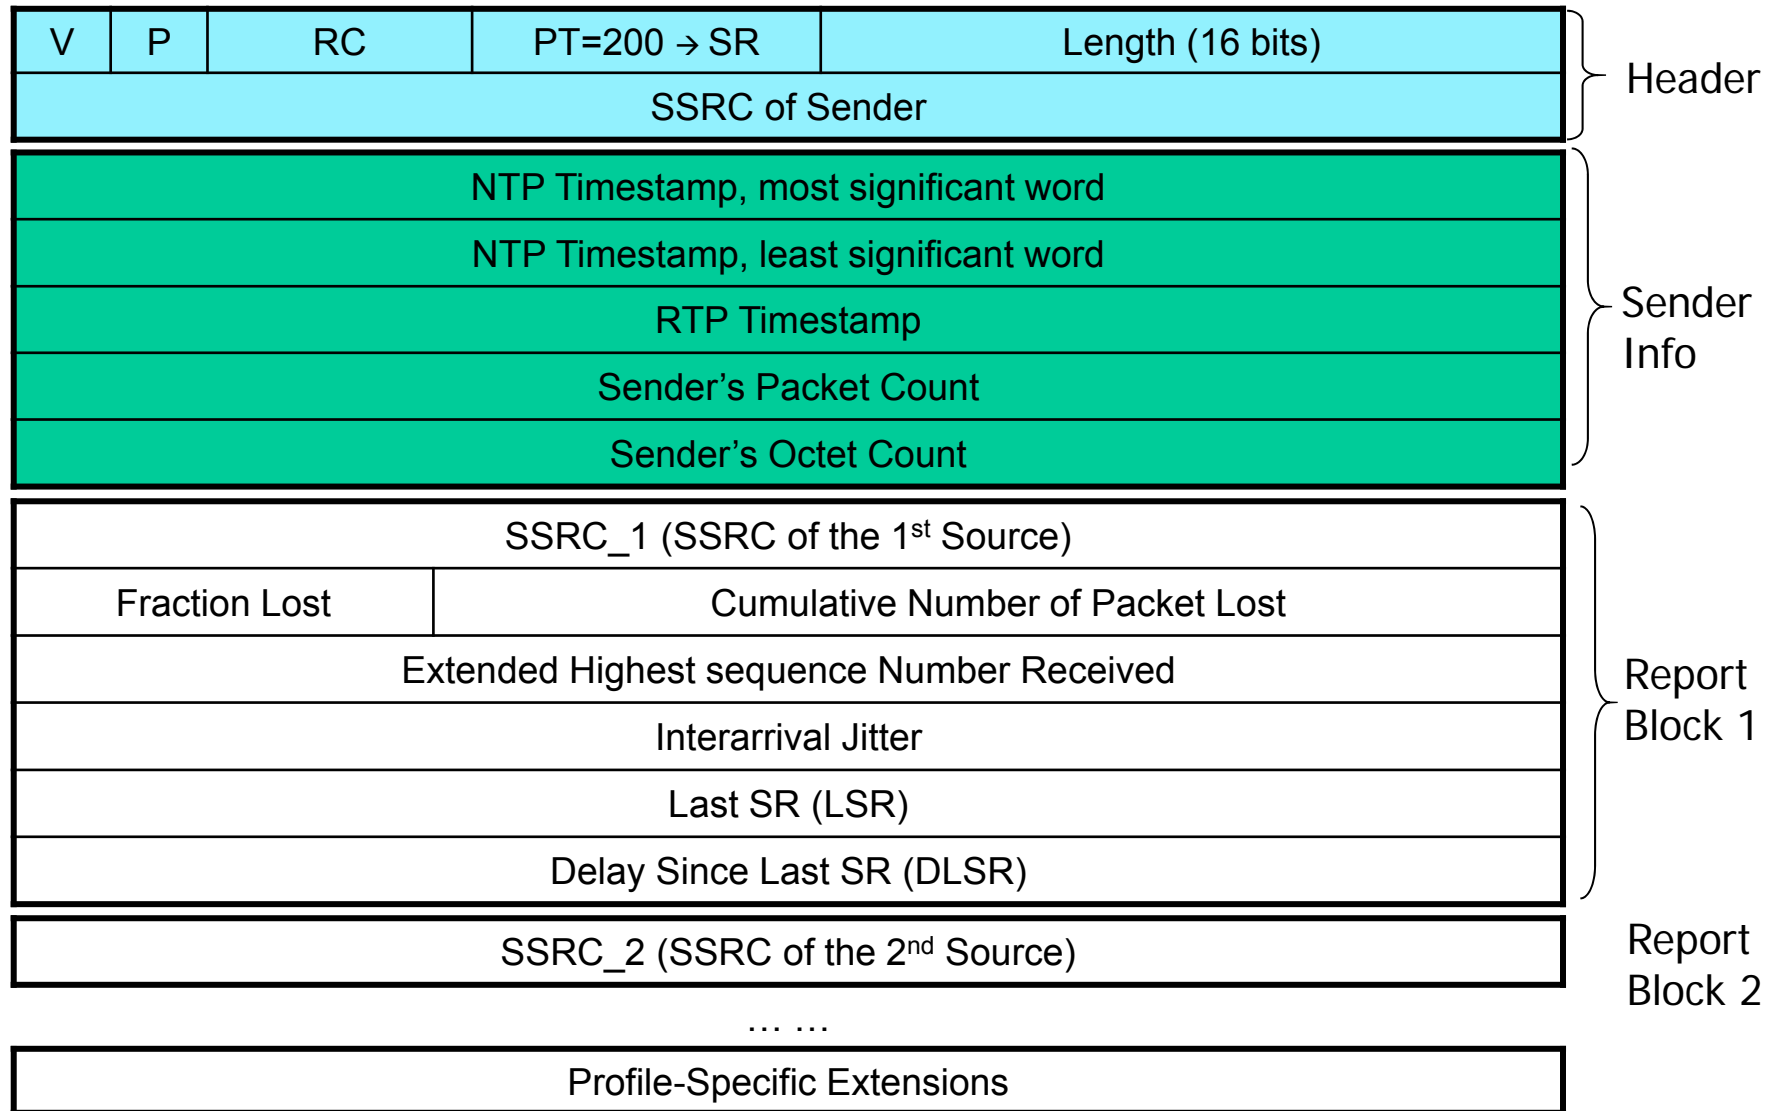 V P RC PT=200 → SR Length (16 bits)
Header
SSRC of Sender
NTP Timestamp, most significant word
NTP Timestamp, least significant word
RTP Timestamp
Sender’s Packet Count
Sender’s Octet Count
Sender
Info
SSRC_1 (SSRC of the 1st Source)
Fraction Lost Cumulative Number of Packet Lost
Extended Highest sequence Number Received
Interarrival Jitter
Last SR (LSR)
Delay Since Last SR (DLSR)
Report
Block 1
SSRC_2 (SSRC of the 2nd Source)
Report
Block 2
... ...
Profile-Specific Extensions